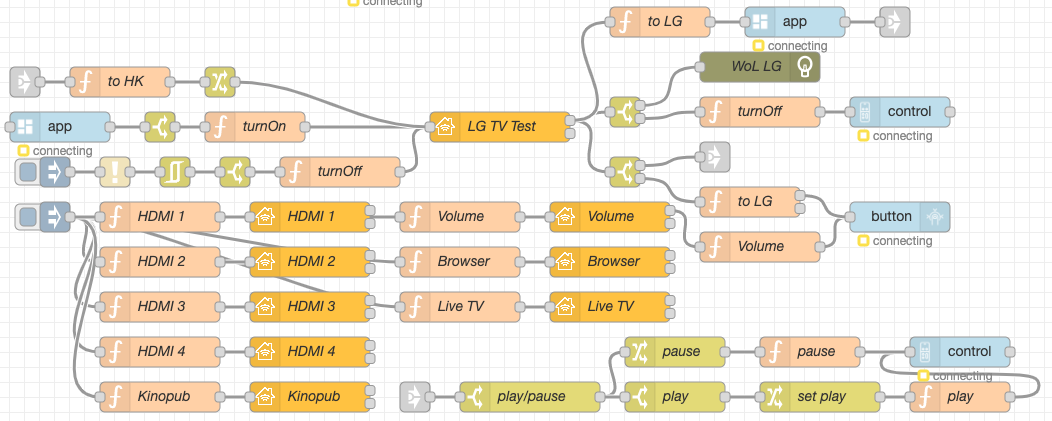 connecting
to LG
app
connecting
WoL LG
to HK
turnOff
control
connecting
app
connecting
turnOn
LG TV Test
turnOff
to LG
button
connecting
HDMI 1
HDMI 1
Volume
Volume
Volume
HDMI 2
HDMI 2
Browser
Browser
HDMI 3
HDMI 3
Live TV
Live TV
HDMI 4
HDMI 4
pause
pause
control
connecting
Kinopub
Kinopub
play/pause
play
set play
play